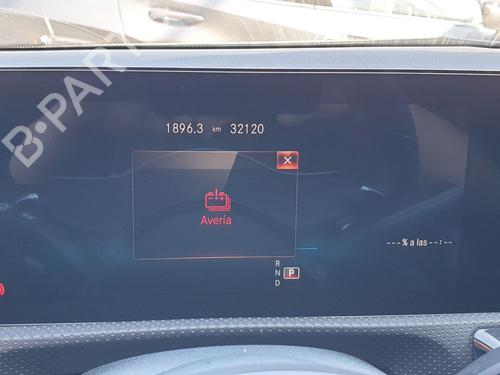 B-PARTS
1896.3 km 32120
Avería
---% a las --:--
R
N P
D